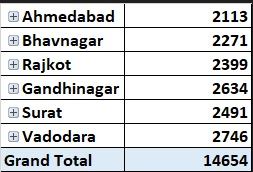 Ahmedabad 2113
Bhavnagar 2271
Rajkot 2399
Gandhinagar 2634
Surat 2491
Vadodara 2746
Grand Total 14654